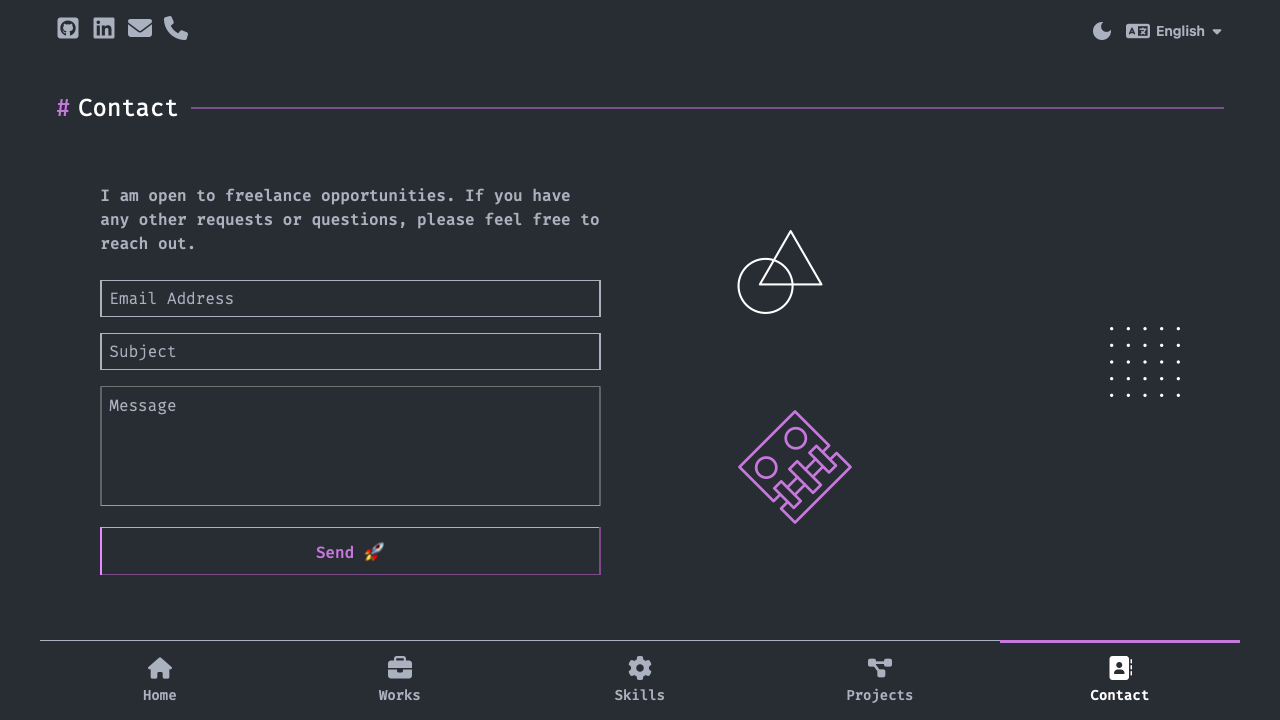 English
# Contact
I am open to freelance opportunities. If you have
any other requests or questions, please feel free to
reach out.
Email Address
Subject
Message
Send 🚀
Home
Works
Skills
Projects
Contact